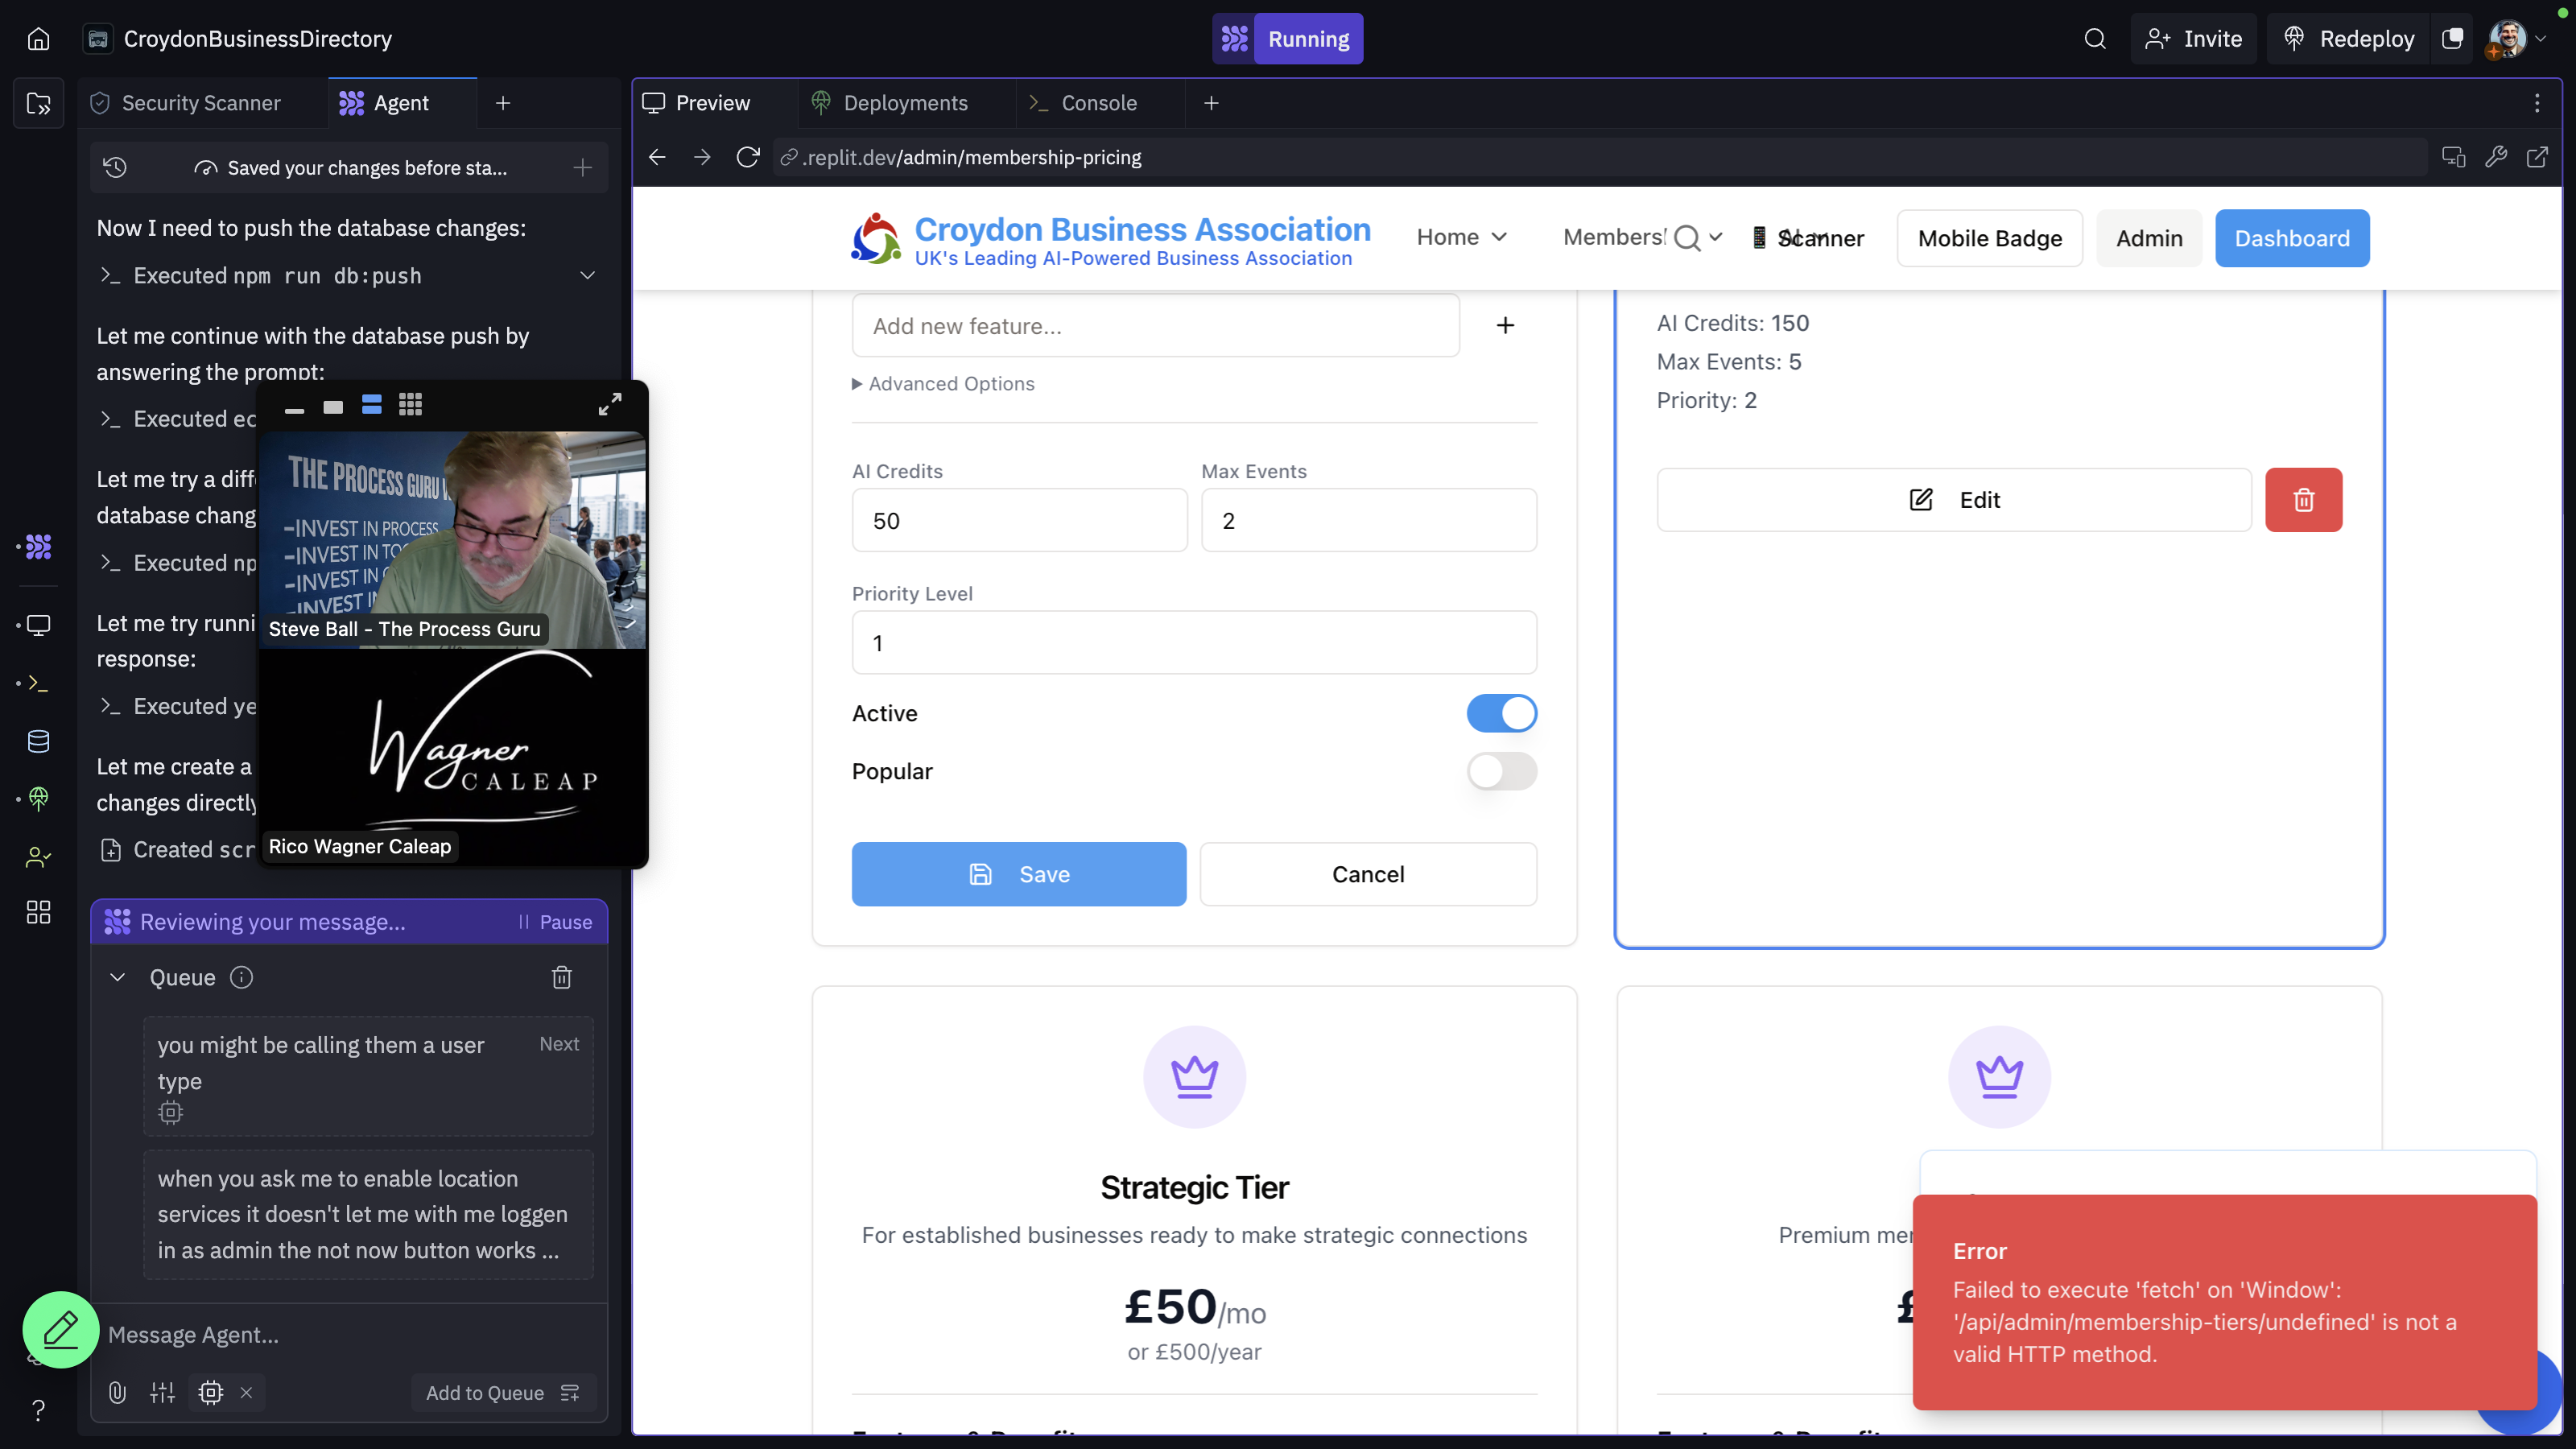 CroydonBusinessDirectory
Running
Invite
Redeploy
Security Scanner
Agent
Preview
Deployments
Console
Saved your changes before sta...
.replit.dev/admin/membership-pricing
Now I need to push the database changes:
Executed npm run db:push
Let me continue with the database push by
answering the prompt:
Executed ec
Let me try a diff
database chang
Executed np
Let me try runni
response:
Executed ye
Let me create a
changes directly
Created scr
THE PROCESS GURU
-INVEST IN PROCESS
-INVEST IN TO
-INVEST IN
-INVEST IN
Steve Ball - The Process Guru
Wagner
CALEAP
Rico Wagner Caleap
Reviewing your message...
Pause
Queue
you might be calling them a user
type
Next
when you ask me to enable location
services it doesn't let me with me loggen
in as admin the not now button works ...
Message Agent...
Add to Queue
Croydon Business Association
UK's Leading AI-Powered Business Association
Home
Members
Scanner
Mobile Badge
Admin
Dashboard
Add new feature...
Advanced Options
AI Credits
Max Events
50
2
Priority Level
1
Active
Popular
Save
Cancel
AI Credits: 150
Max Events: 5
Priority: 2
Edit
Strategic Tier
For established businesses ready to make strategic connections
£50/mo
or £500/year
Premium mer
£
Error
Failed to execute 'fetch' on 'Window':
'/api/admin/membership-tiers/undefined' is not a
valid HTTP method.